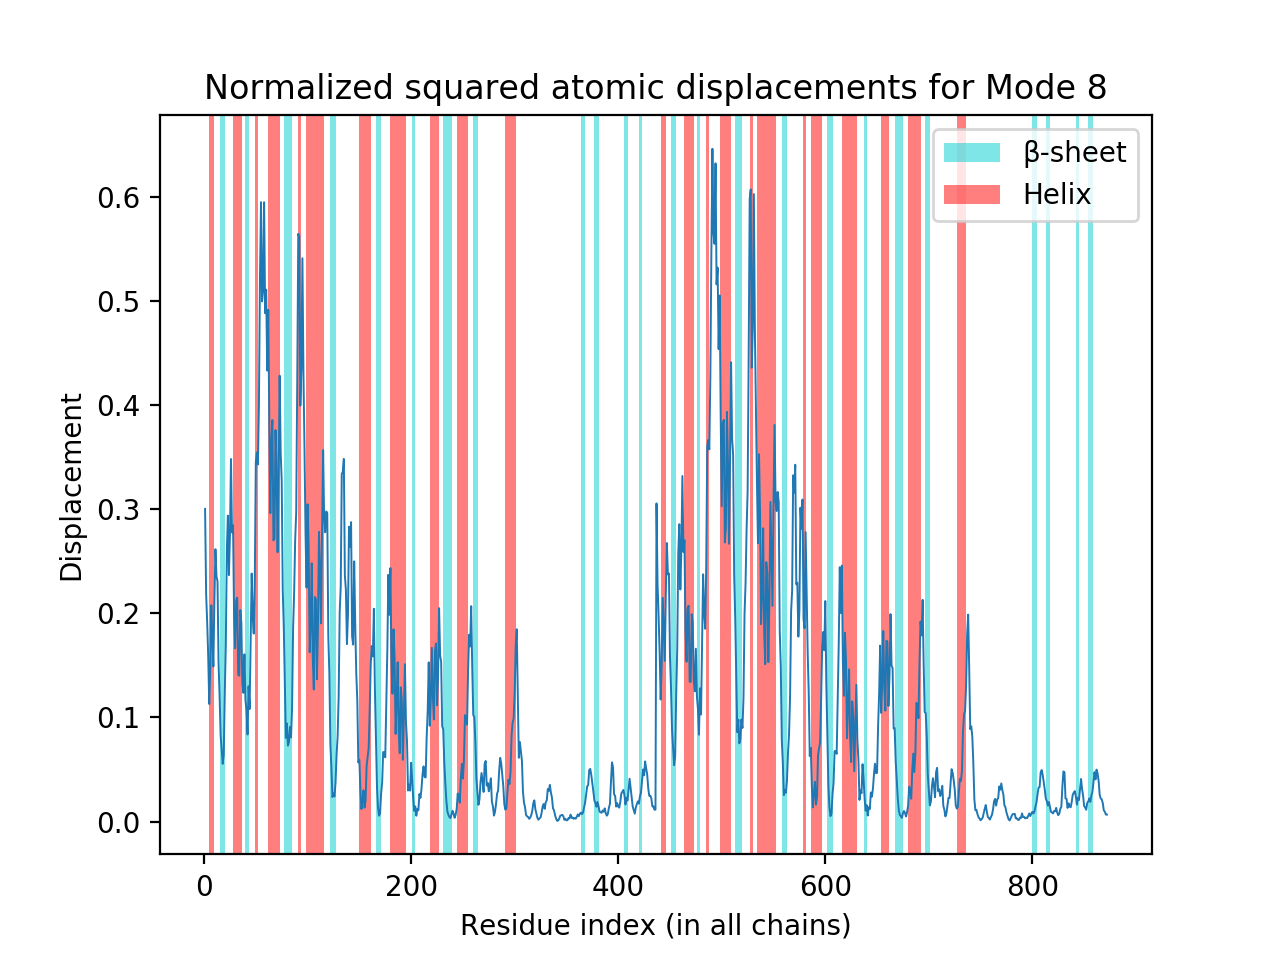 Normalized squared atomic displacements for Mode 8
β-sheet
Helix
Displacement
0.6
0.5
0.4
0.3
0.2
0.1
0.0
0 200 400 600 800
Residue index (in all chains)